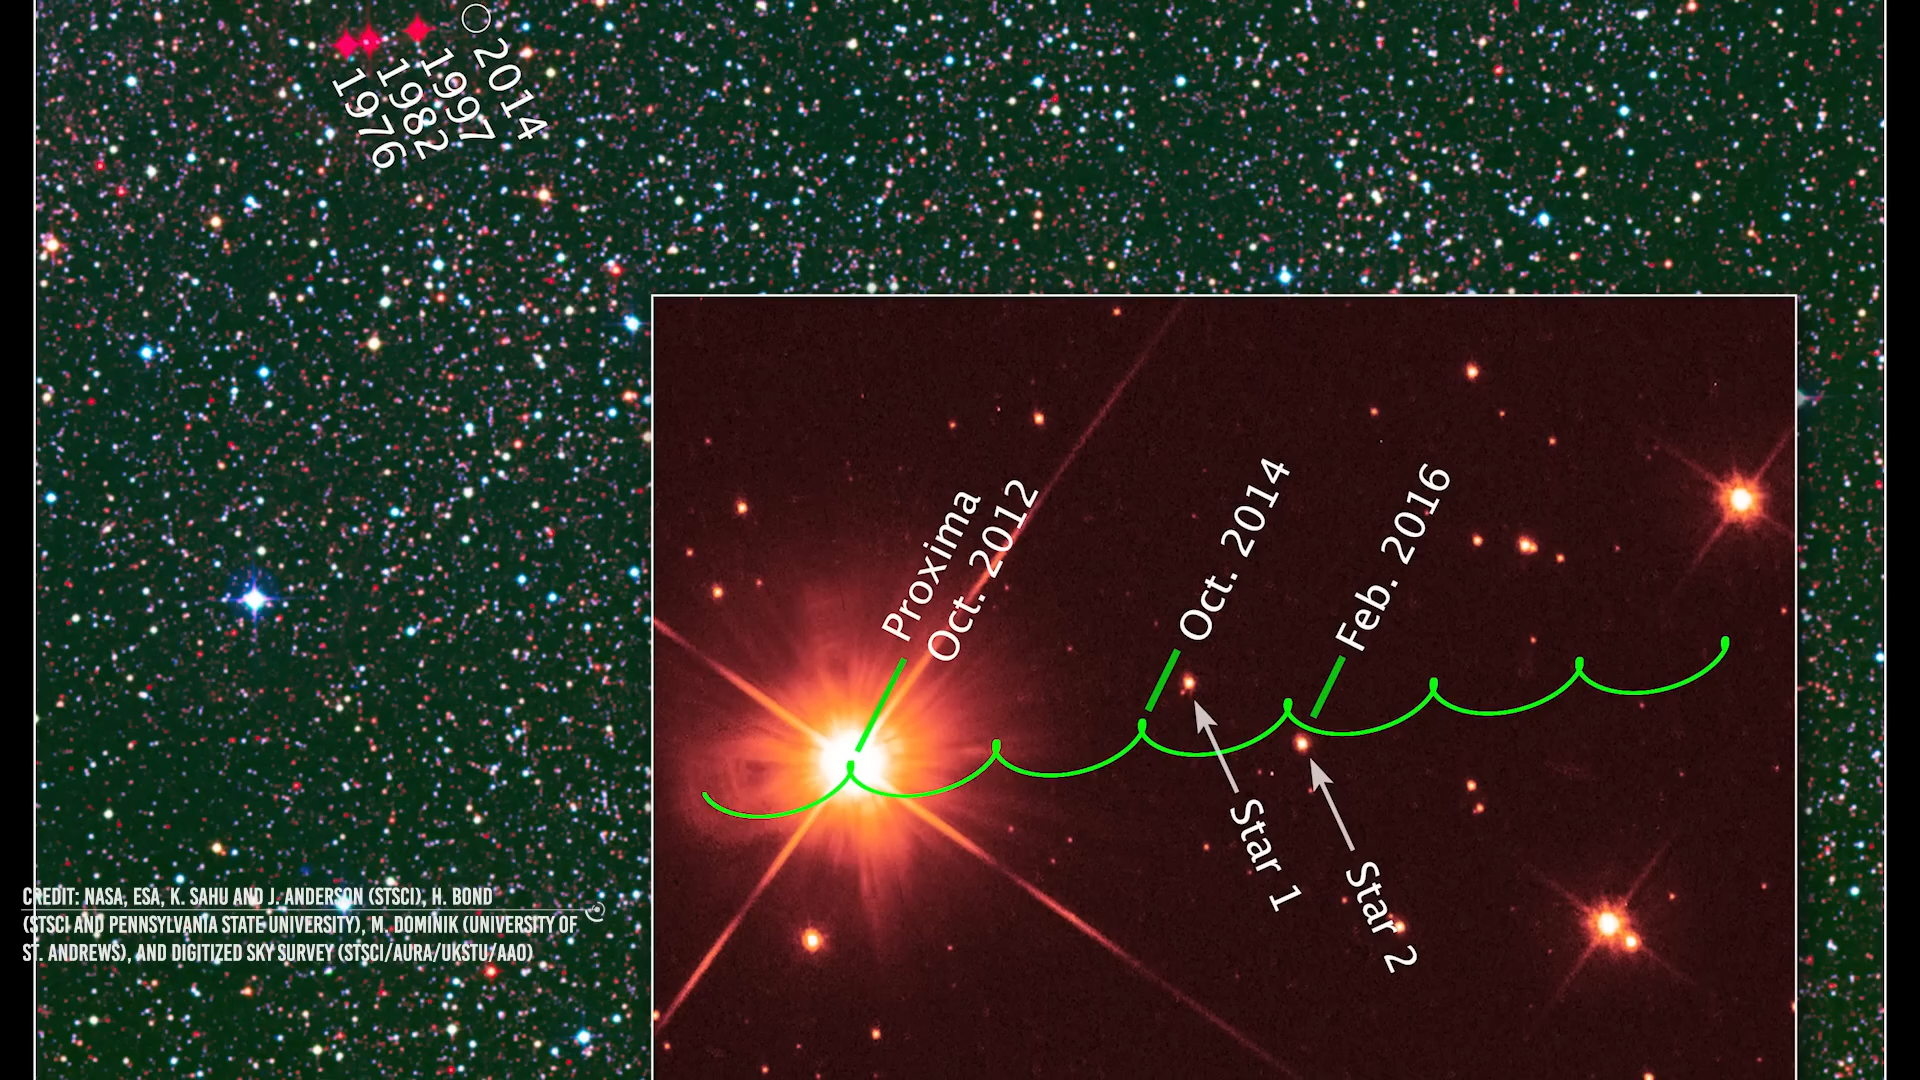 2014
1997
1982
1976
Proxima
Oct. 2012
Oct. 2014
Feb. 2016
Star 1
Star 2
CREDIT: NASA, ESA, K. SAHU AND J. ANDERSON (STSCI), H. BOND
(STSCI AND PENNSYLVANIA STATE UNIVERSITY), M. DOMINIK (UNIVERSITY OF
ST. ANDREWS), AND DIGITIZED SKY SURVEY (STSCI/AURA/UKSTU/AAO)